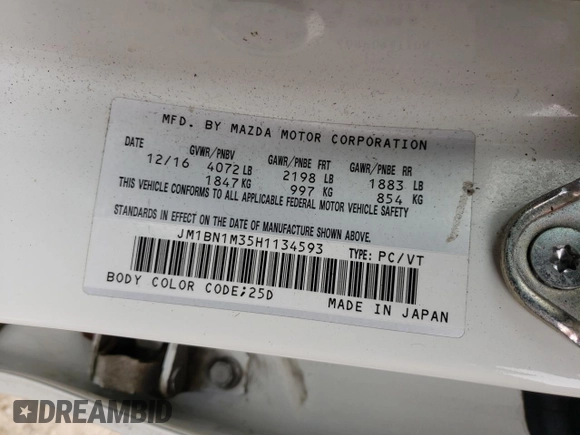 MFD. BY MAZDA MOTOR CORPORATION
DATE GVWR/PNBV GAWR/PNBE FRT GAWR/PNBE RR
12/16 4072 LB 2198 LB 1883 LB
1847 KG 997 KG 854 KG
THIS VEHICLE CONFORMS TO ALL APPLICABLE FEDERAL MOTOR VEHICLE SAFETY
STANDARDS IN EFFECT ON THE DATE OF MANUFACTURE SHOWN ABOVE.
JM1BN1M35H1134593 TYPE: PC/VT
BODY COLOR CODE;25D
MADE IN JAPAN
DREAMBID